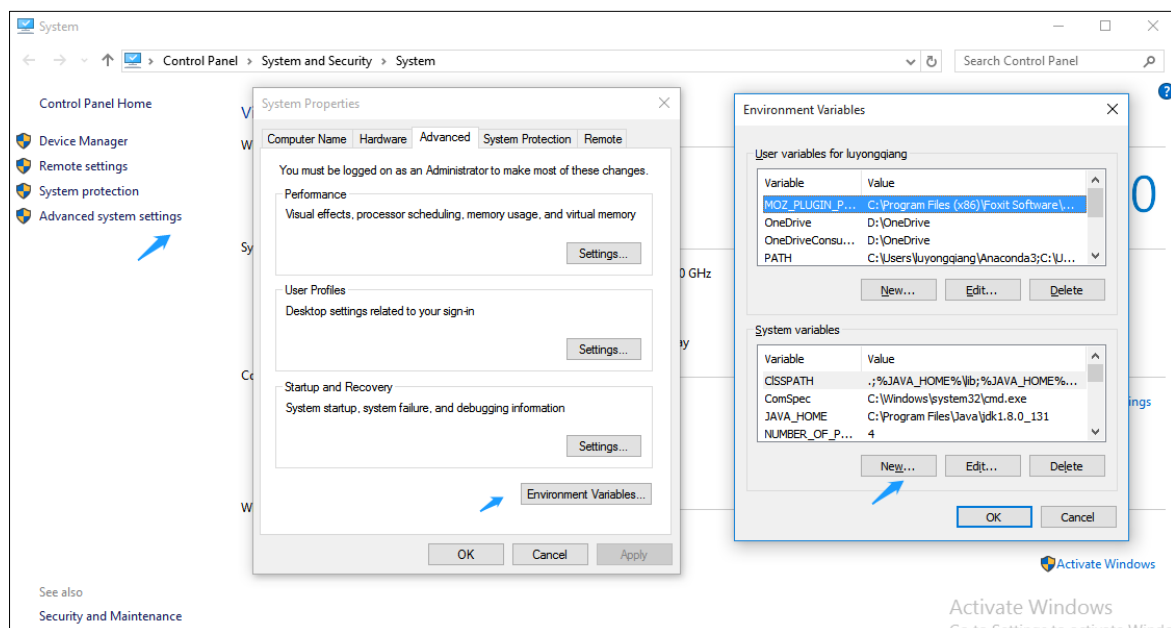 System
Control Panel > System and Security > System
Search Control Panel
Control Panel Home
Device Manager
Remote settings
System protection
Advanced system settings
See also
Security and Maintenance
System Properties
Computer Name Hardware Advanced System Protection Remote
You must be logged on as an Administrator to make most of these changes.
Performance
Visual effects, processor scheduling, memory usage, and virtual memory
Settings...
User Profiles
Desktop settings related to your sign-in
Settings...
Startup and Recovery
System startup, system failure, and debugging information
Settings...
Environment Variables...
OK Cancel Apply
0 GHz
Environment Variables
User variables for luyongqiang
Variable Value
MOZ_PLUGIN_P... C:\Program Files (x86)\Foxit Software\...
OneDrive D:\OneDrive
OneDriveConsu... D:\OneDrive
PATH C:\Users\luyongqiang\Anaconda3;C:\U...
New... Edit... Delete
System variables
Variable Value
ClSSPATH .;%JAVA_HOME%\lib;%JAVA_HOME%...
ComSpec C:\Windows\system32\cmd.exe
JAVA_HOME C:\Program Files\Java\jdk1.8.0_131
NUMBER_OF_P... 4
New... Edit... Delete
OK Cancel
0
ings
Activate Windows
Activate Windows